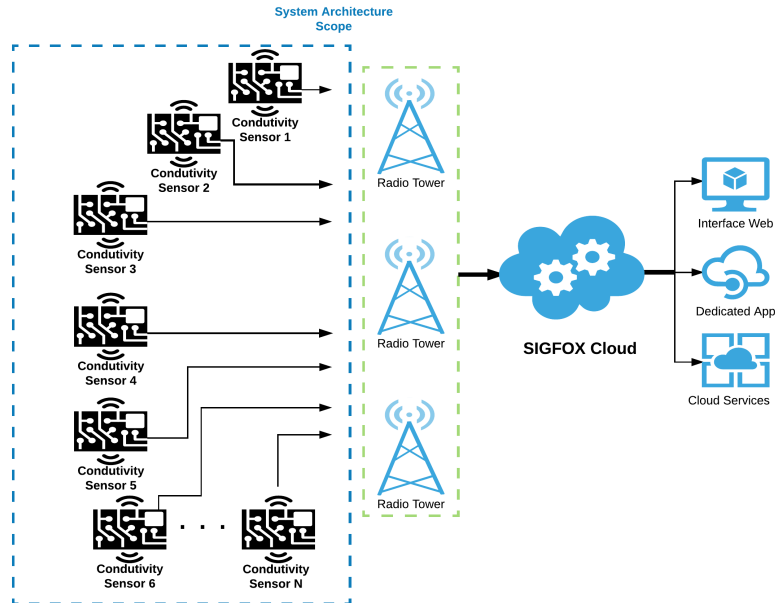 System Architecture
Scope
Condutivity
Sensor 1
Condutivity
Sensor 2
Condutivity
Sensor 3
Condutivity
Sensor 4
Condutivity
Sensor 5
Condutivity
Sensor 6
. . .
Condutivity
Sensor N
Radio Tower
Radio Tower
Radio Tower
SIGFOX Cloud
Interface Web
Dedicated App
Cloud Services